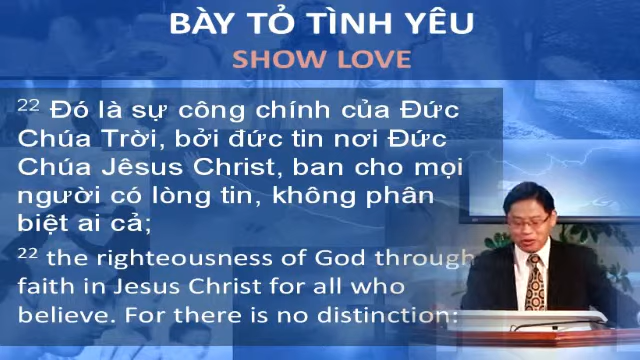 BÀY TỎ TÌNH YÊU
SHOW LOVE
22 Đó là sự công chính của Đức
Chúa Trời, bởi đức tin nơi Đức
Chúa Jêsus Christ, ban cho mọi
người có lòng tin, không phân
biệt ai cả;
22 the righteousness of God through
faith in Jesus Christ for all who
believe. For there is no distinction: